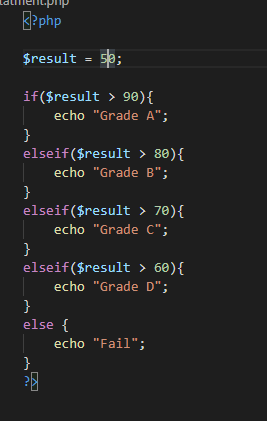 tatment.php
<?php
$result = 50;
if($result > 90){
    echo "Grade A";
}
elseif($result > 80){
    echo "Grade B";
}
elseif($result > 70){
    echo "Grade C";
}
elseif($result > 60){
    echo "Grade D";
}
else {
    echo "Fail";
}
?>